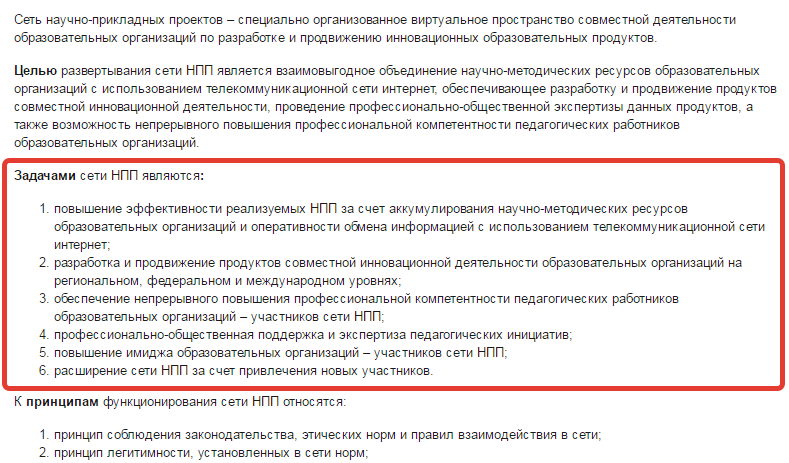 Сеть научно-прикладных проектов – специально организованное виртуальное пространство совместной деятельности
образовательных организаций по разработке и продвижению инновационных образовательных продуктов.
Целью развертывания сети НПП является взаимовыгодное объединение научно-методических ресурсов образовательных
организаций с использованием телекоммуникационной сети интернет, обеспечивающее разработку и продвижение продуктов
совместной инновационной деятельности, проведение профессионально-общественной экспертизы данных продуктов, а
также возможность непрерывного повышения профессиональной компетентности педагогических работников
образовательных организаций.
Задачами сети НПП являются:
1. повышение эффективности реализуемых НПП за счет аккумулирования научно-методических ресурсов
образовательных организаций и оперативности обмена информацией с использованием телекоммуникационной сети
интернет;
2. разработка и продвижение продуктов совместной инновационной деятельности образовательных организаций на
региональном, федеральном и международном уровнях;
3. обеспечение непрерывного повышения профессиональной компетентности педагогических работников
образовательных организаций – участников сети НПП;
4. профессионально-общественная поддержка и экспертиза педагогических инициатив;
5. повышение имиджа образовательных организаций – участников сети НПП;
6. расширение сети НПП за счет привлечения новых участников.
К принципам функционирования сети НПП относятся:
1. принцип соблюдения законодательства, этических норм и правил взаимодействия в сети;
2. принцип легитимности, установленных в сети норм;